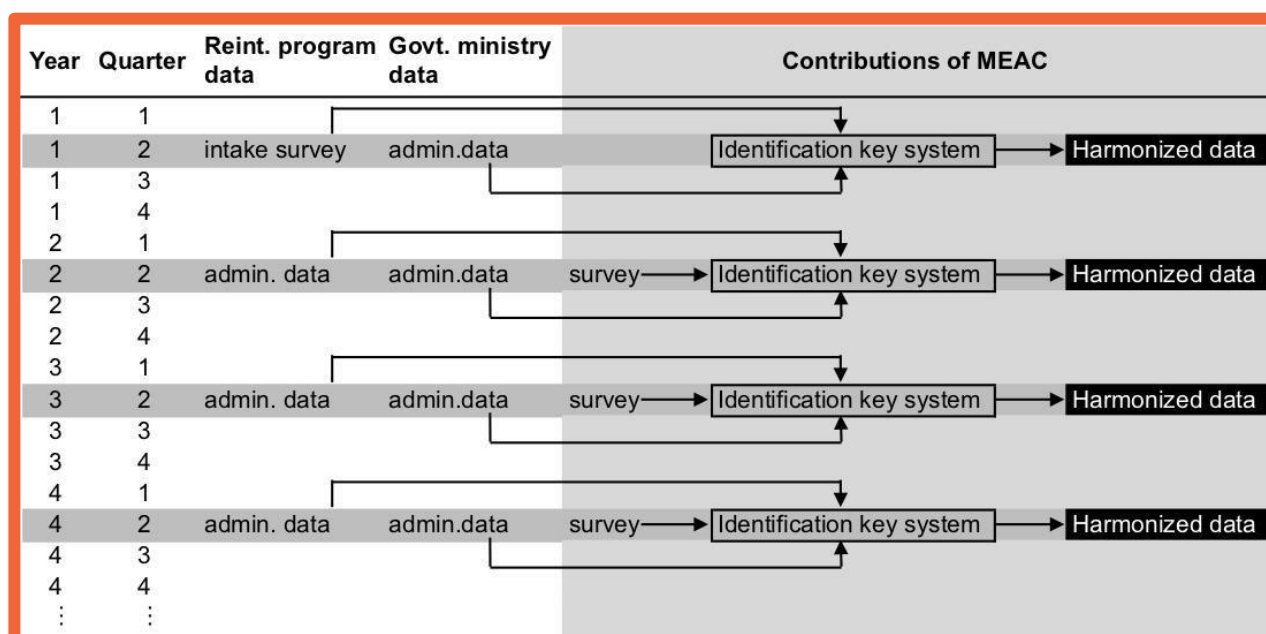 Year Quarter Reint. program data Govt. ministry data Contributions of MEAC
1 1
1 2 intake survey admin.data Identification key system Harmonized data
1 3
1 4
2 1
2 2 admin. data admin.data survey Identification key system Harmonized data
2 3
2 4
3 1
3 2 admin. data admin.data survey Identification key system Harmonized data
3 3
3 4
4 1
4 2 admin. data admin.data survey Identification key system Harmonized data
4 3
4 4
⋮ ⋮